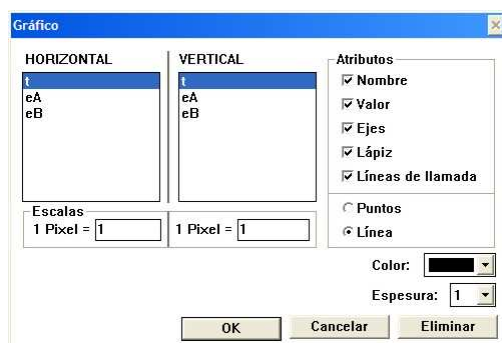 Gráfico
HORIZONTAL
t
eA
eB
VERTICAL
t
eA
eB
Atributos
Nombre
Valor
Ejes
Lápiz
Líneas de llamada
Puntos
Línea
Escalas
1 Pixel = 1
1 Pixel = 1
Color:
Espesura: 1
OK
Cancelar
Eliminar